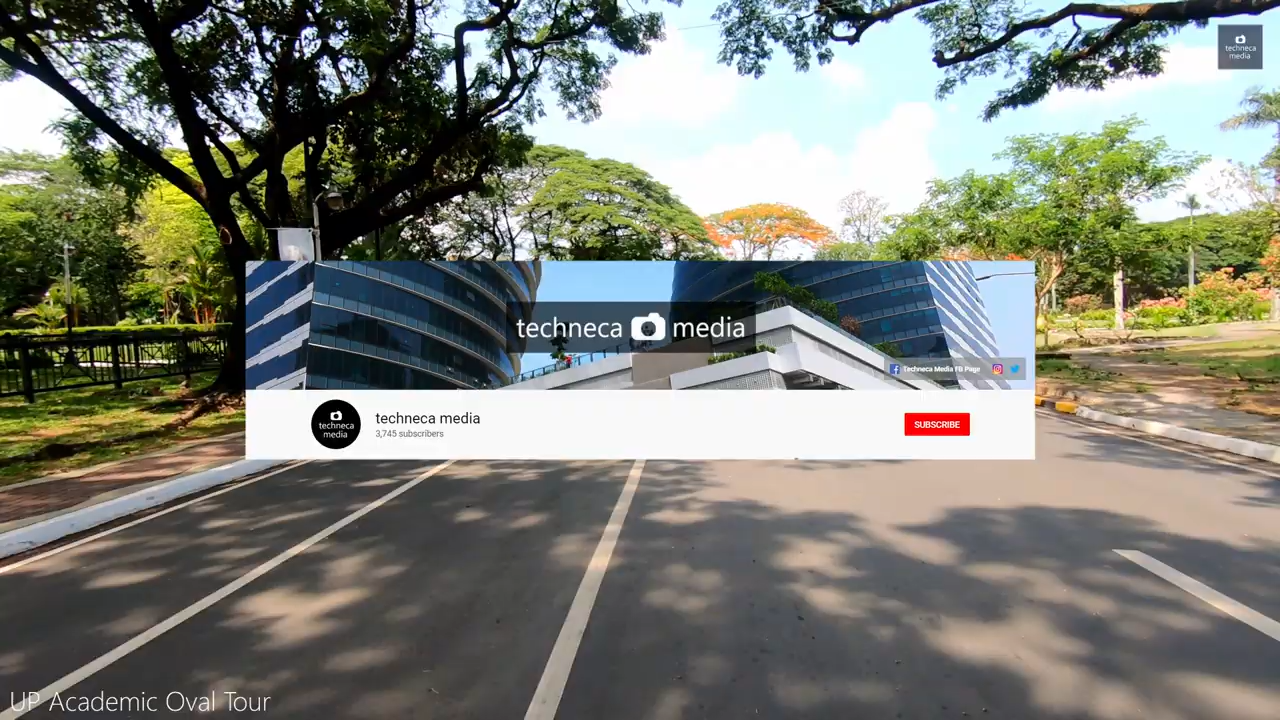 techneca
media
techneca media
Techneca Media FB Page
techneca
media
techneca media
3,745 subscribers
SUBSCRIBE
UP Academic Oval Tour